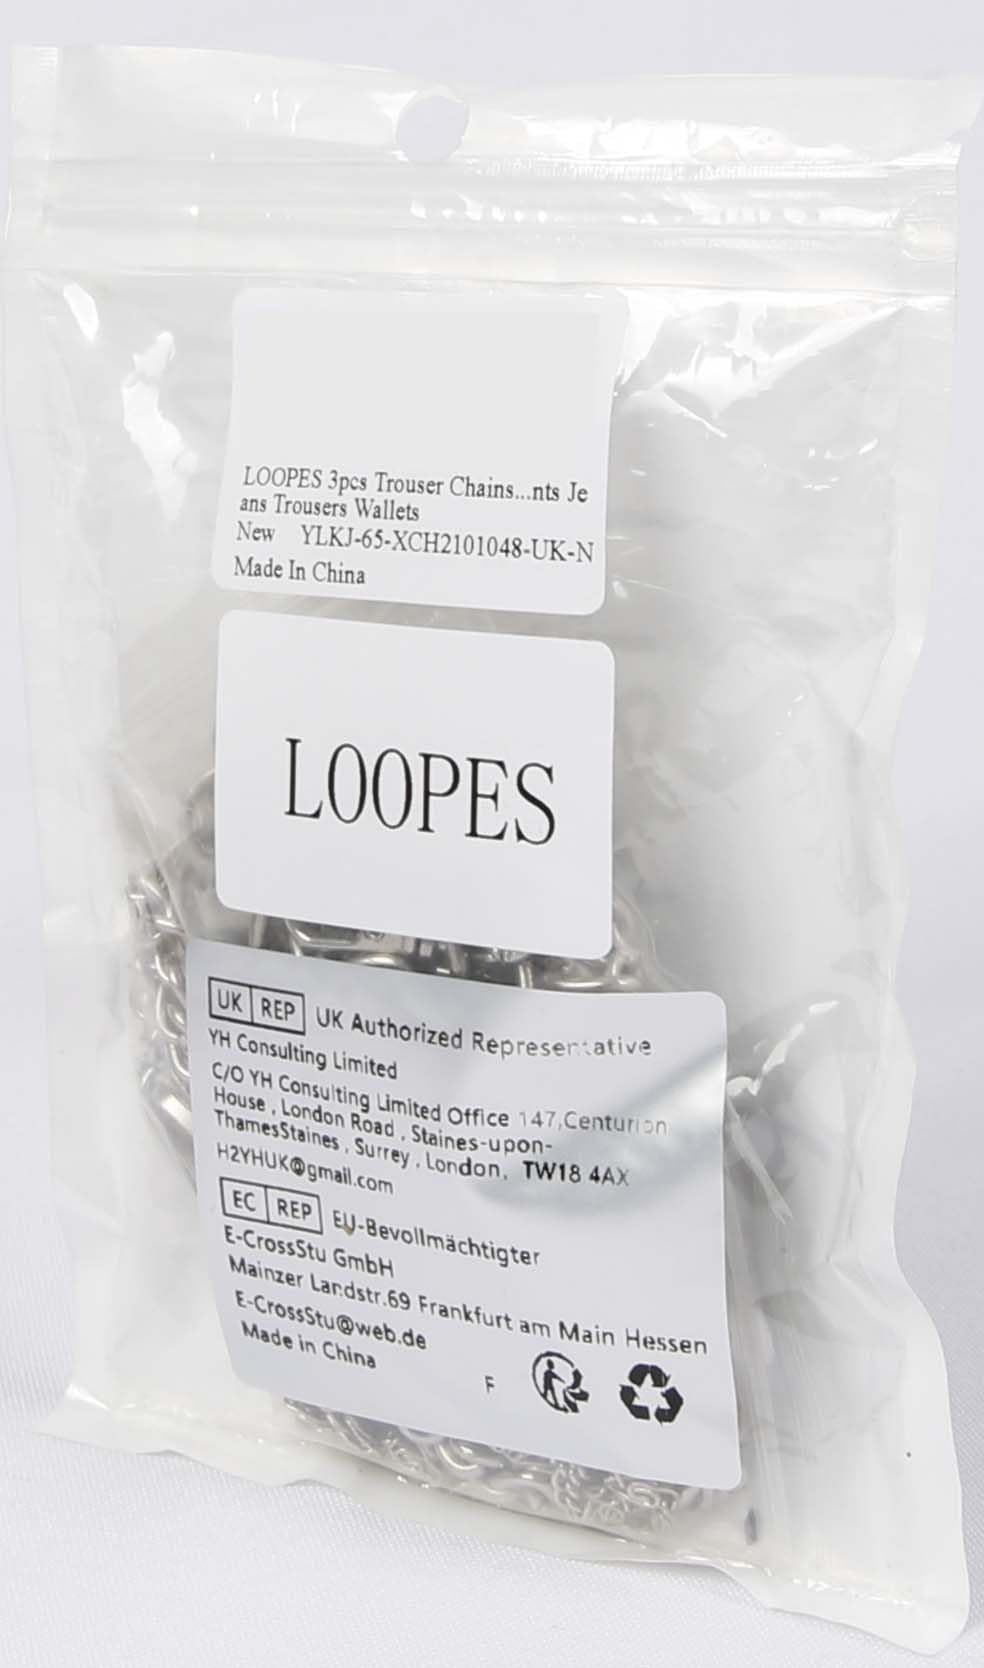 LOOPES 3pcs Trouser Chains...nts Je
ans Trousers Wallets
New YLKJ-65-XCH2101048-UK-N
Made In China
LOOPES
UK REP UK Authorized Representative
YH Consulting Limited
C/O YH Consulting Limited Office 147,Centurion
House , London Road , Staines-upon-
ThamesStaines , Surrey , London, TW18 4AX
H2YHUK@gmail.com
EC REP EU-Bevollmächtigter
E-CrossStu GmbH
Mainzer Landstr.69 Frankfurt am Main Hessen
E-CrossStu@web.de
Made in China
F